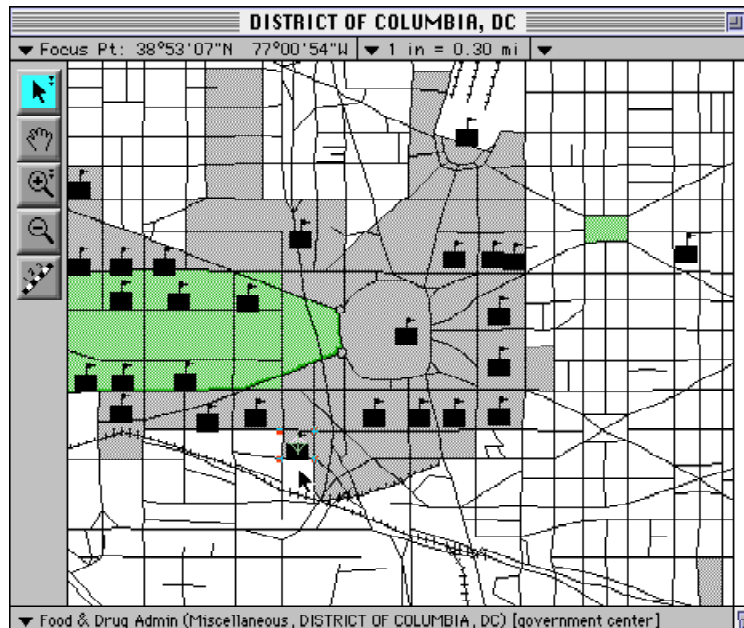 DISTRICT OF COLUMBIA, DC
Focus Pt: 38°53'07"N 77°00'54"W 1 in = 0.30 mi
Food & Drug Admin (Miscellaneous, DISTRICT OF COLUMBIA, DC) [government center]